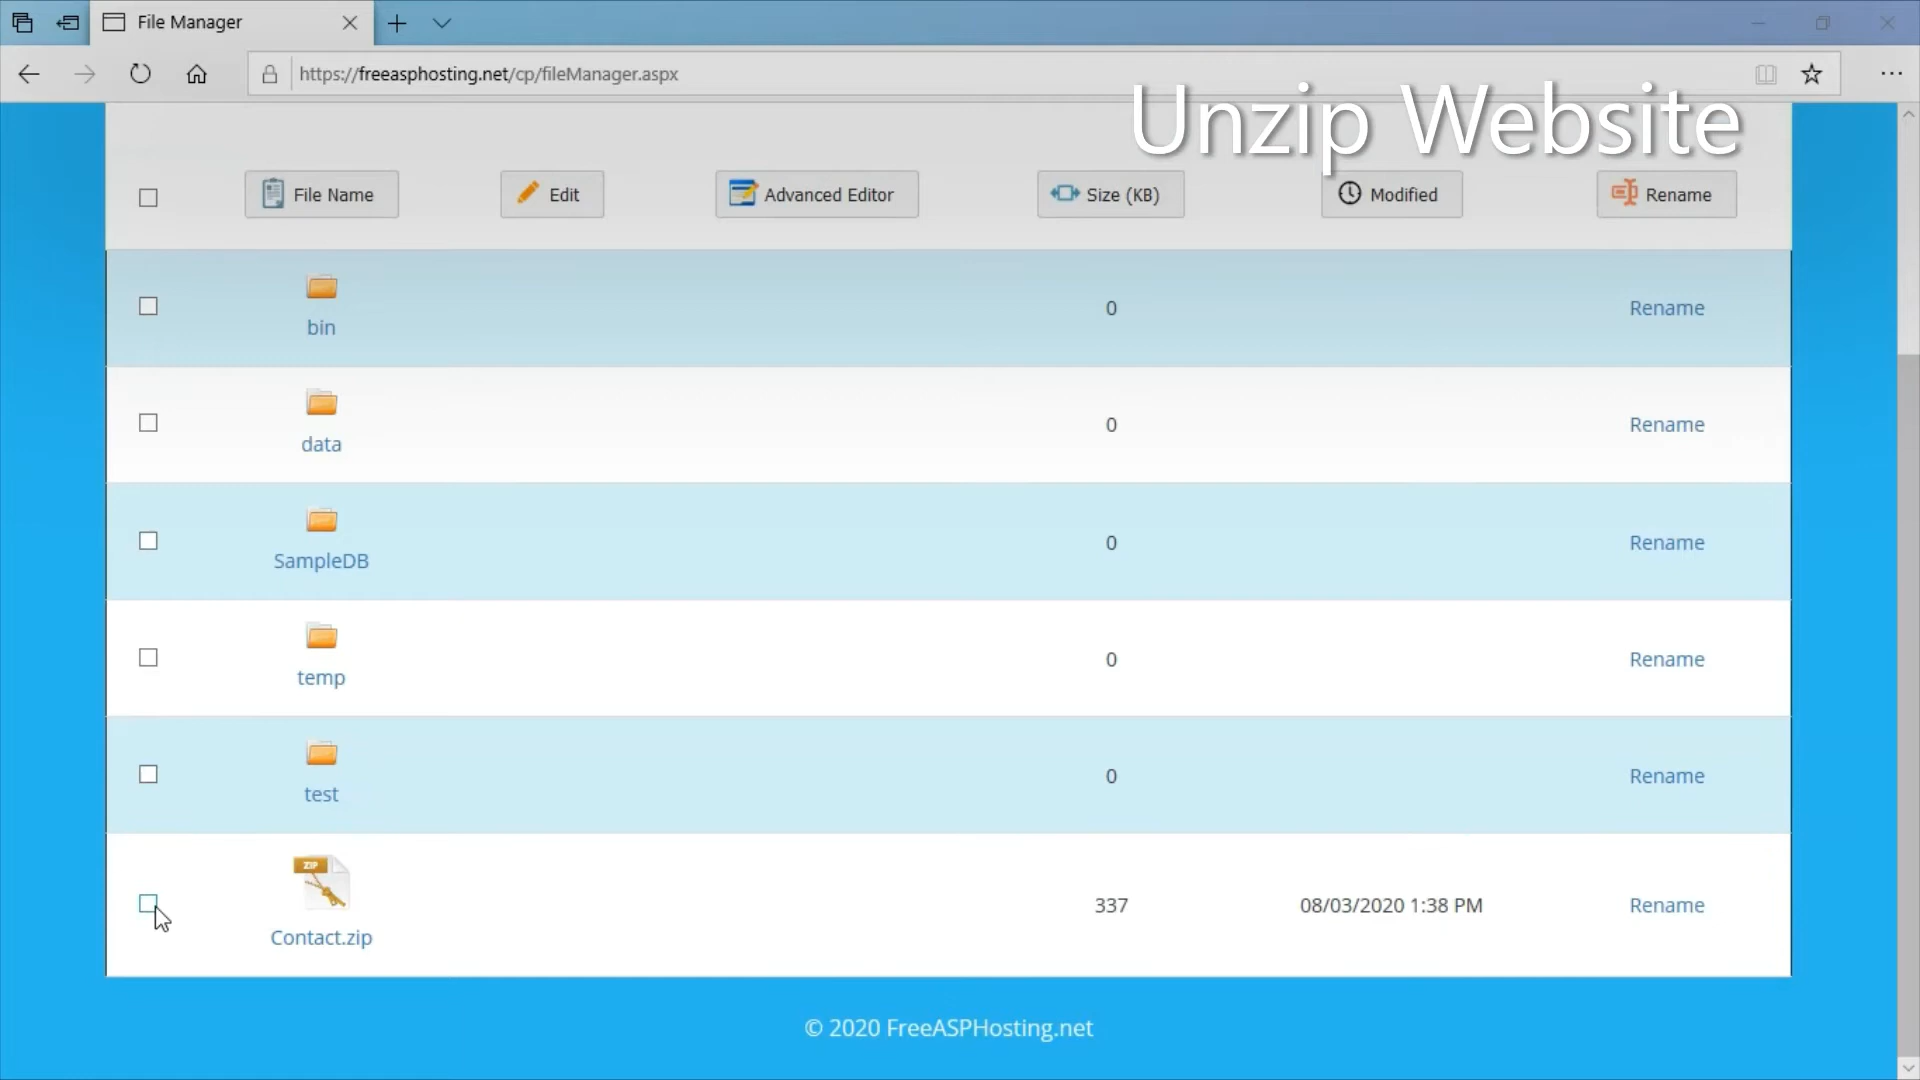 File Manager
https://freeasphosting.net/cp/fileManager.aspx
Unzip Website
File Name
Edit
Advanced Editor
Size (KB)
Modified
Rename
bin
0
Rename
data
0
Rename
SampleDB
0
Rename
temp
0
Rename
test
0
Rename
ZIP
Contact.zip
337
08/03/2020 1:38 PM
Rename
© 2020 FreeASPHosting.net